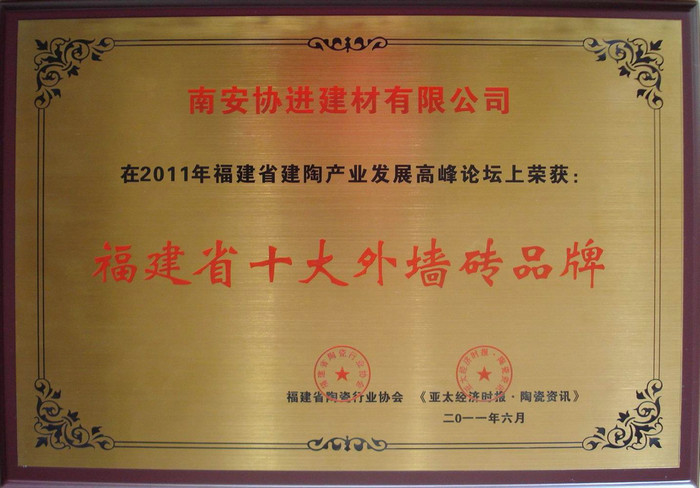 南安协进建材有限公司
在2011年福建省建陶产业发展高峰论坛上荣获：
福建省十大外墙砖品牌
福建省陶瓷行业协会 《亚太经济时报·陶瓷资讯》
二0一一年六月